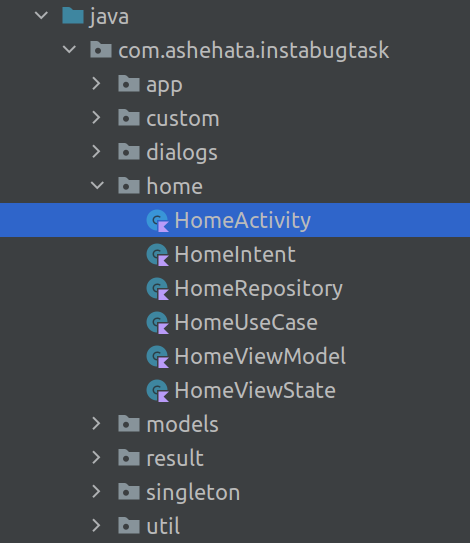 java
com.ashehata.instabugtask
app
custom
dialogs
home
HomeActivity
HomeIntent
HomeRepository
HomeUseCase
HomeViewModel
HomeViewState
models
result
singleton
util